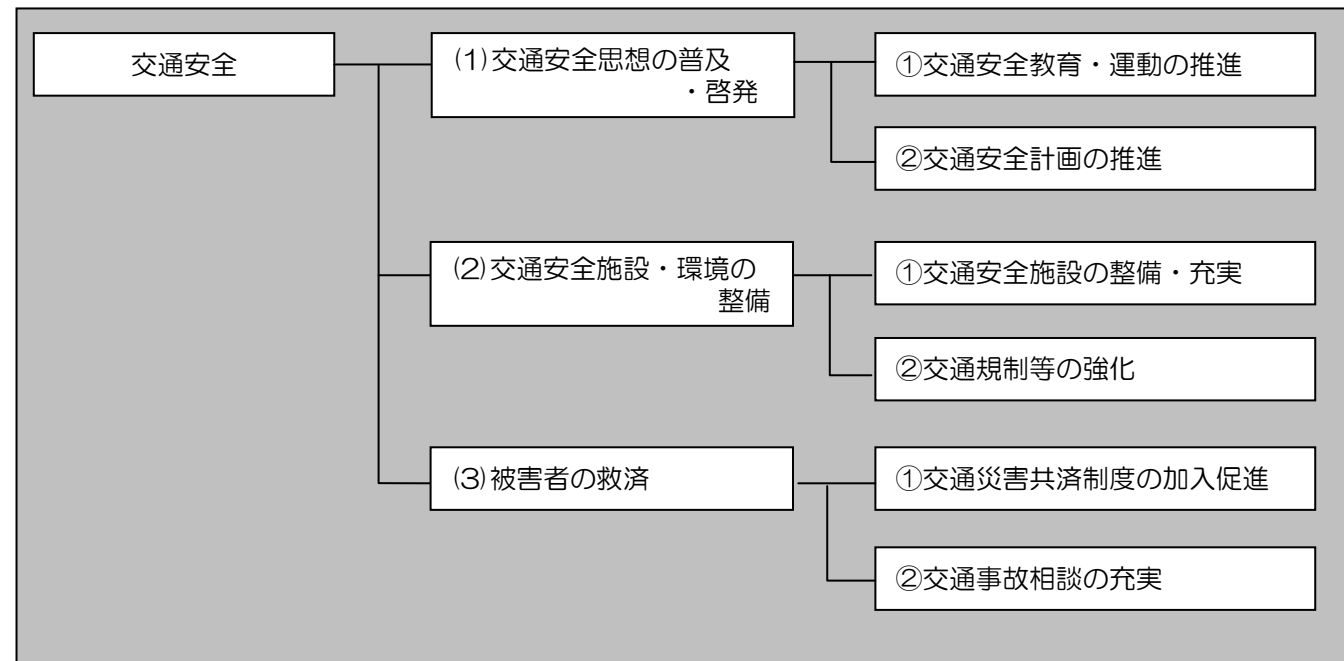 交通安全
(1)交通安全思想の普及
・啓発
①交通安全教育・運動の推進
②交通安全計画の推進
(2)交通安全施設・環境の
整備
①交通安全施設の整備・充実
②交通規制等の強化
(3)被害者の救済
①交通災害共済制度の加入促進
②交通事故相談の充実